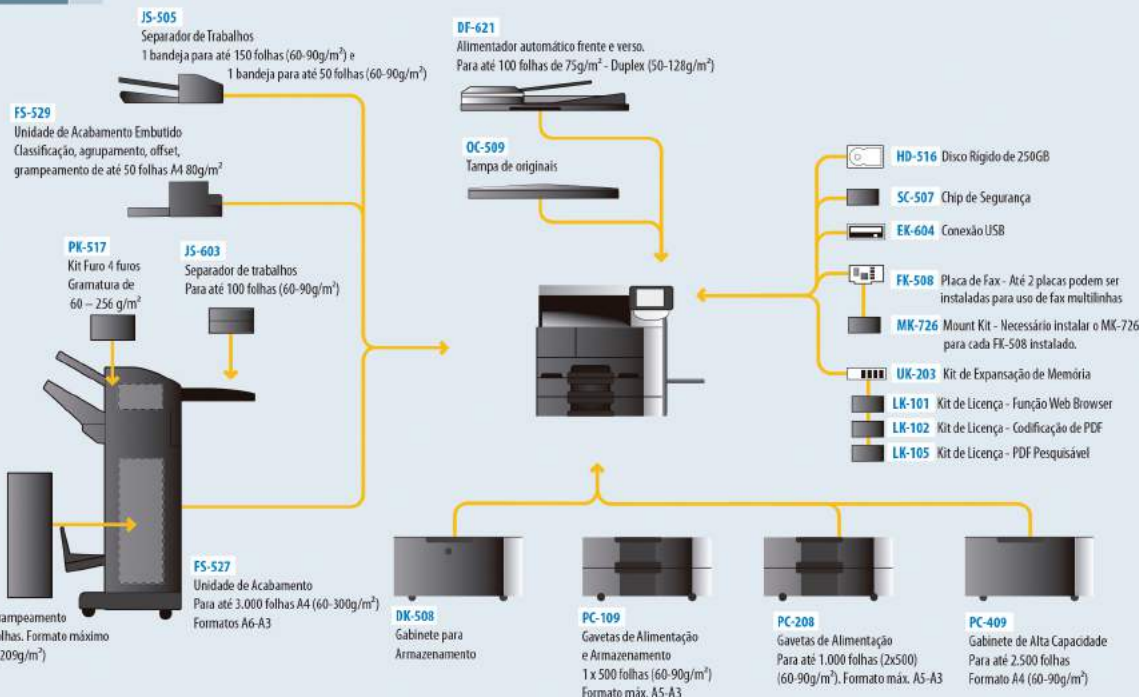 JS-505
Separador de Trabalhos
1 bandeja para até 150 folhas (60-90g/m²) e
1 bandeja para até 50 folhas (60-90g/m²)
FS-529
Unidade de Acabamento Embutido
Classificação, agrupamento, offset,
grampeamento de até 50 folhas A4 80g/m²
PK-517
Kit Furo 4 furos
Gramatura de
60 – 256 g/m²
JS-603
Separador de trabalhos
Para até 100 folhas (60-90g/m²)
FS-527
Unidade de Acabamento
Para até 3.000 folhas A4 (60-300g/m²)
Formatos A6-A3
ampeamento
olhas. Formato máximo
209g/m²)
DF-621
Alimentador automático frente e verso.
Para até 100 folhas de 75g/m² - Duplex (50-128g/m²)
OC-509
Tampa de originais
HD-516 Disco Rígido de 250GB
SC-507 Chip de Segurança
EK-604 Conexão USB
FK-508 Placa de Fax - Até 2 placas podem ser
instaladas para uso de fax multilinhas
MK-726 Mount Kit - Necessário instalar o MK-726
para cada FK-508 instalado.
UK-203 Kit de Expansação de Memória
LK-101 Kit de Licença - Função Web Browser
LK-102 Kit de Licença - Codificação de PDF
LK-105 Kit de Licença - PDF Pesquisável
DK-508
Gabinete para
Armazenamento
PC-109
Gavetas de Alimentação
e Armazenamento
1 x 500 folhas (60-90g/m²)
Formato máx. A5-A3
PC-208
Gavetas de Alimentação
Para até 1.000 folhas (2x500)
(60-90g/m²). Formato máx. A5-A3
PC-409
Gabinete de Alta Capacidade
Para até 2.500 folhas
Formato A4 (60-90g/m²)